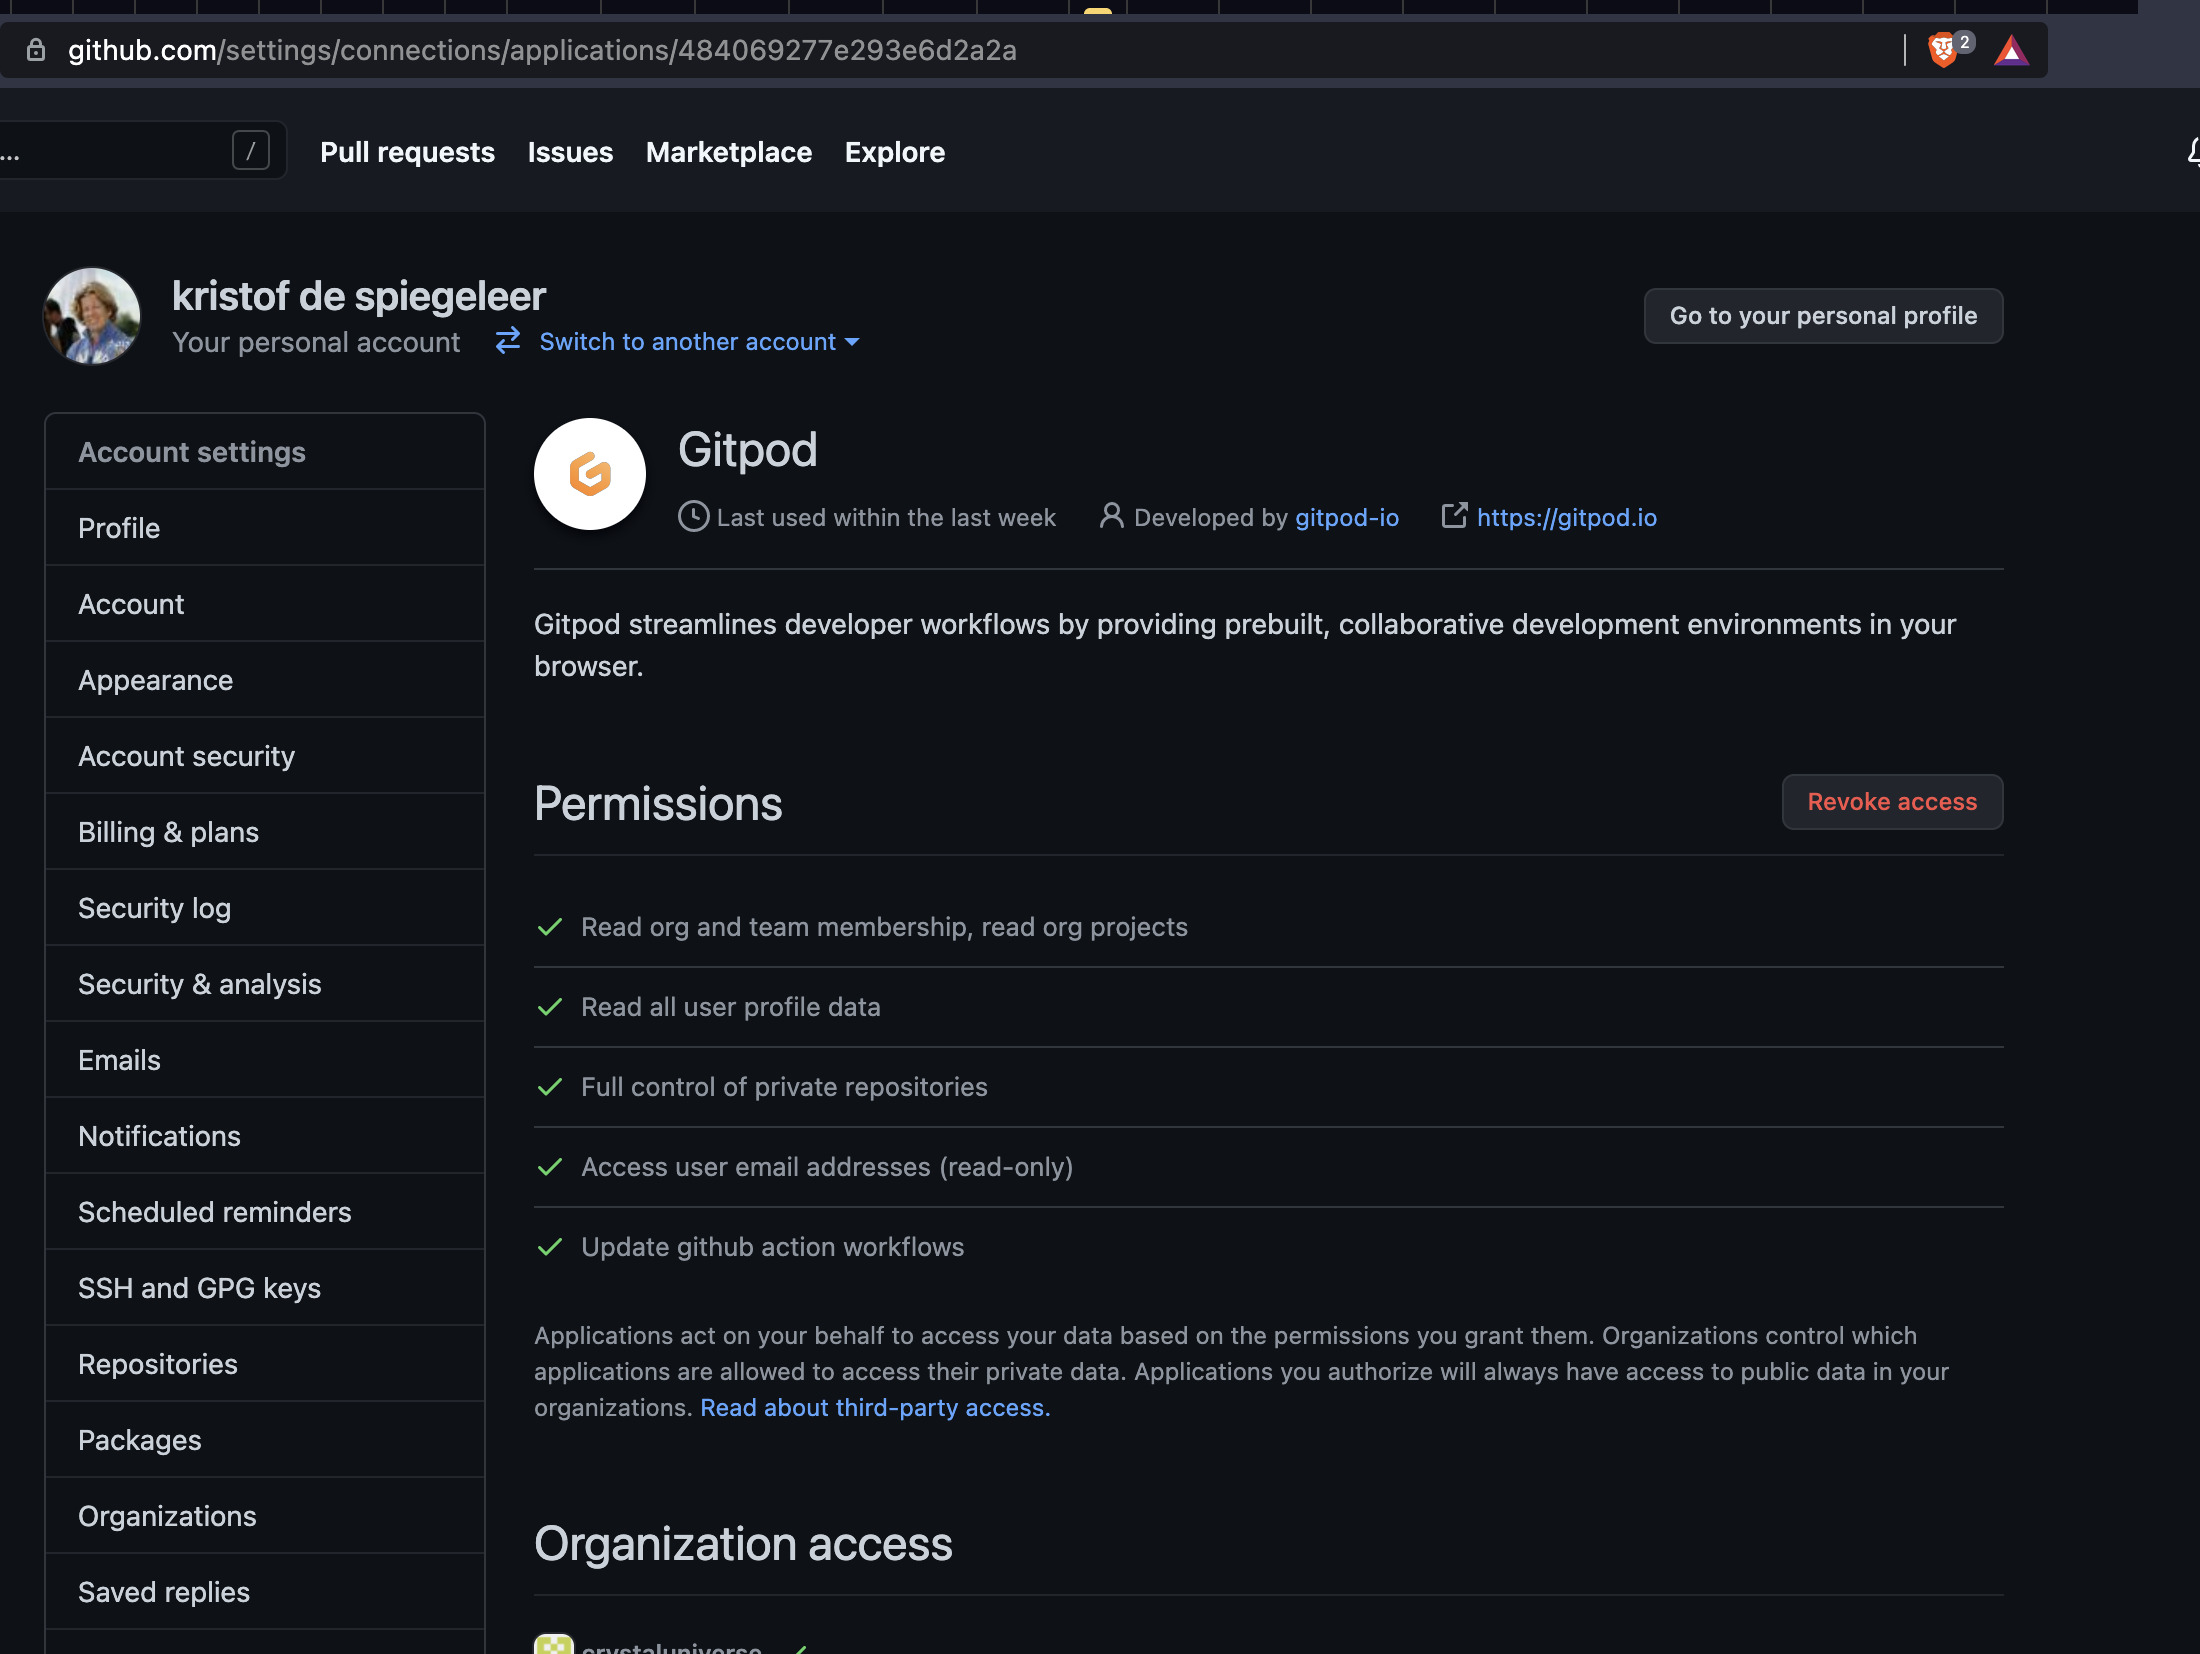 github.com/settings/connections/applications/484069277e293e6d2a2a
2
... /
Pull requests Issues Marketplace Explore
kristof de spiegeleer
Your personal account Switch to another account
Go to your personal profile
Account settings
Profile
Account
Appearance
Account security
Billing & plans
Security log
Security & analysis
Emails
Notifications
Scheduled reminders
SSH and GPG keys
Repositories
Packages
Organizations
Saved replies
Gitpod
Last used within the last week Developed by gitpod-io https://gitpod.io
Gitpod streamlines developer workflows by providing prebuilt, collaborative development environments in your
browser.
Permissions
Revoke access
Read org and team membership, read org projects
Read all user profile data
Full control of private repositories
Access user email addresses (read-only)
Update github action workflows
Applications act on your behalf to access your data based on the permissions you grant them. Organizations control which
applications are allowed to access their private data. Applications you authorize will always have access to public data in your
organizations. Read about third-party access.
Organization access
crystaluniverse